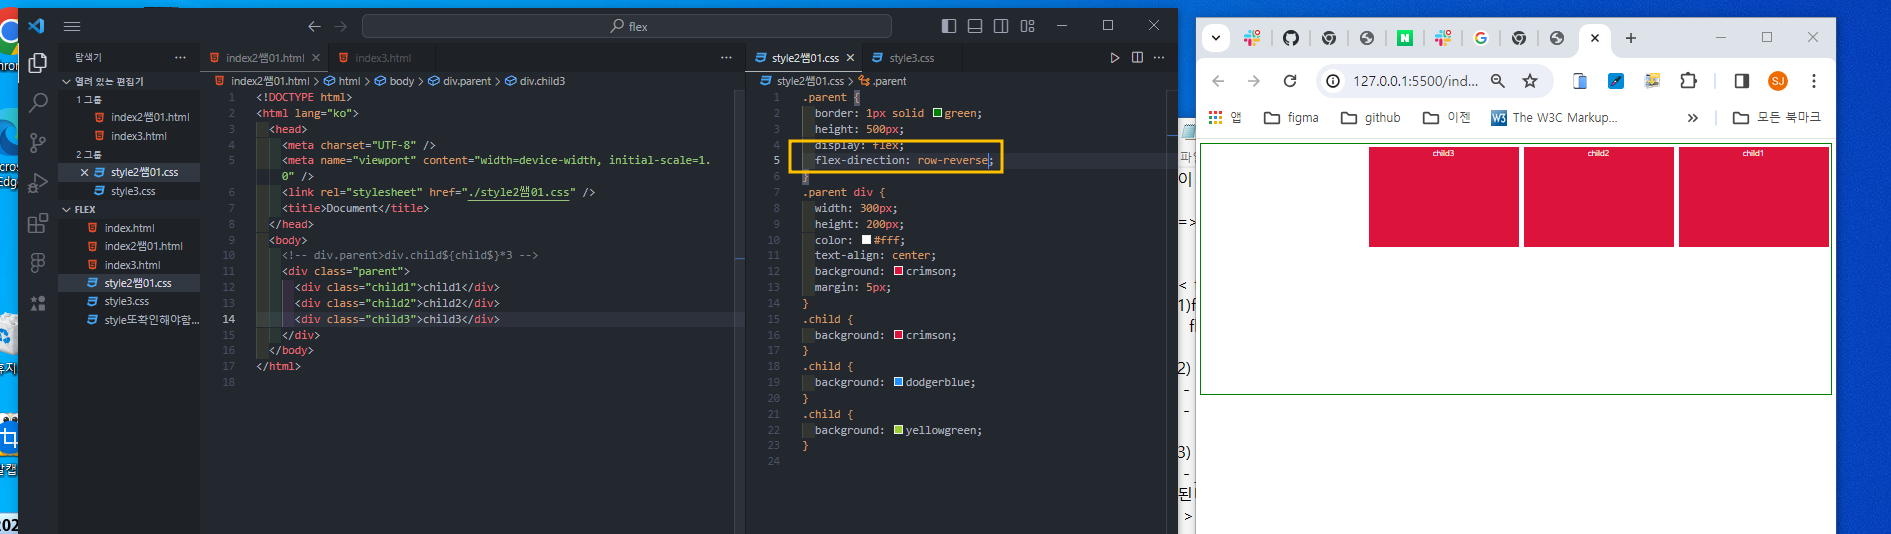 flex
탐색기
열려 있는 편집기
1 그룹
index2쌤01.html
index3.html
2 그룹
style2쌤01.css
style3.css
FLEX
index.html
index2쌤01.html
index3.html
style2쌤01.css
style3.css
style또확인해야함...
index2쌤01.html
index3.html
index2쌤01.html > html > body > div.parent > div.child3
1 <!DOCTYPE html>
2 <html lang="ko">
3 <head>
4 <meta charset="UTF-8" />
5 <meta name="viewport" content="width=device-width, initial-scale=1.
0" />
6 <link rel="stylesheet" href="./style2쌤01.css" />
7 <title>Document</title>
8 </head>
9 <body>
10 <!-- div.parent>div.child${child$}*3 -->
11 <div class="parent">
12 <div class="child1">child1</div>
13 <div class="child2">child2</div>
14 <div class="child3">child3</div>
15 </div>
16 </body>
17 </html>
18
style2쌤01.css
style3.css
style2쌤01.css > .parent
1 .parent {
2 border: 1px solid green;
3 height: 500px;
4 display: flex;
5 flex-direction: row-reverse;
6 }
7 .parent div {
8 width: 300px;
9 height: 200px;
10 color: #fff;
11 text-align: center;
12 background: crimson;
13 margin: 5px;
14 }
15 .child {
16 background: crimson;
17 }
18 .child {
19 background: dodgerblue;
20 }
21 .child {
22 background: yellowgreen;
23 }
24
이
=>
<
1)f
f
2)
-
-
3)
-
된
>
127.0.0.1:5500/ind...
SJ
앱
figma
github
이젠
W3 The W3C Markup...
모든 북마크
child3
child2
child1